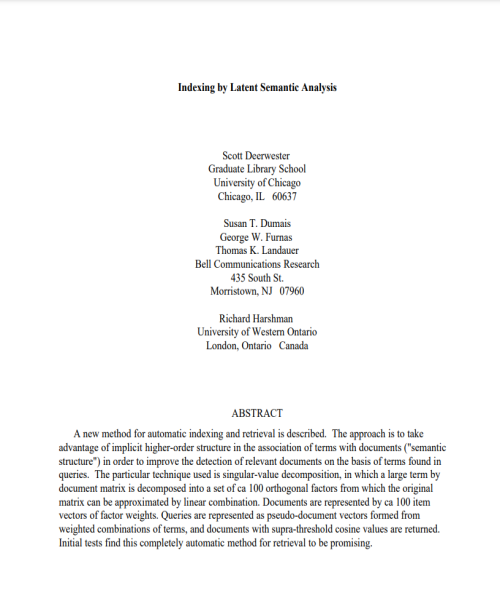 Indexing by Latent Semantic Analysis
Scott Deerwester
Graduate Library School
University of Chicago
Chicago, IL 60637
Susan T. Dumais
George W. Furnas
Thomas K. Landauer
Bell Communications Research
435 South St.
Morristown, NJ 07960
Richard Harshman
University of Western Ontario
London, Ontario Canada
ABSTRACT
A new method for automatic indexing and retrieval is described. The approach is to take
advantage of implicit higher-order structure in the association of terms with documents ("semantic
structure") in order to improve the detection of relevant documents on the basis of terms found in
queries. The particular technique used is singular-value decomposition, in which a large term by
document matrix is decomposed into a set of ca 100 orthogonal factors from which the original
matrix can be approximated by linear combination. Documents are represented by ca 100 item
vectors of factor weights. Queries are represented as pseudo-document vectors formed from
weighted combinations of terms, and documents with supra-threshold cosine values are returned.
Initial tests find this completely automatic method for retrieval to be promising.